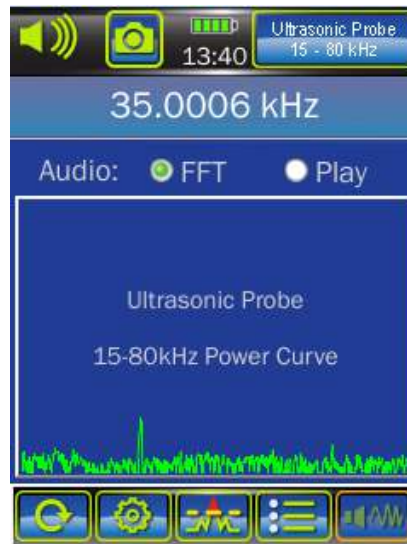 Ultrasonic Probe
15 - 80 kHz
13:40
35.0006 kHz
Audio: FFT Play
Ultrasonic Probe
15-80kHz Power Curve